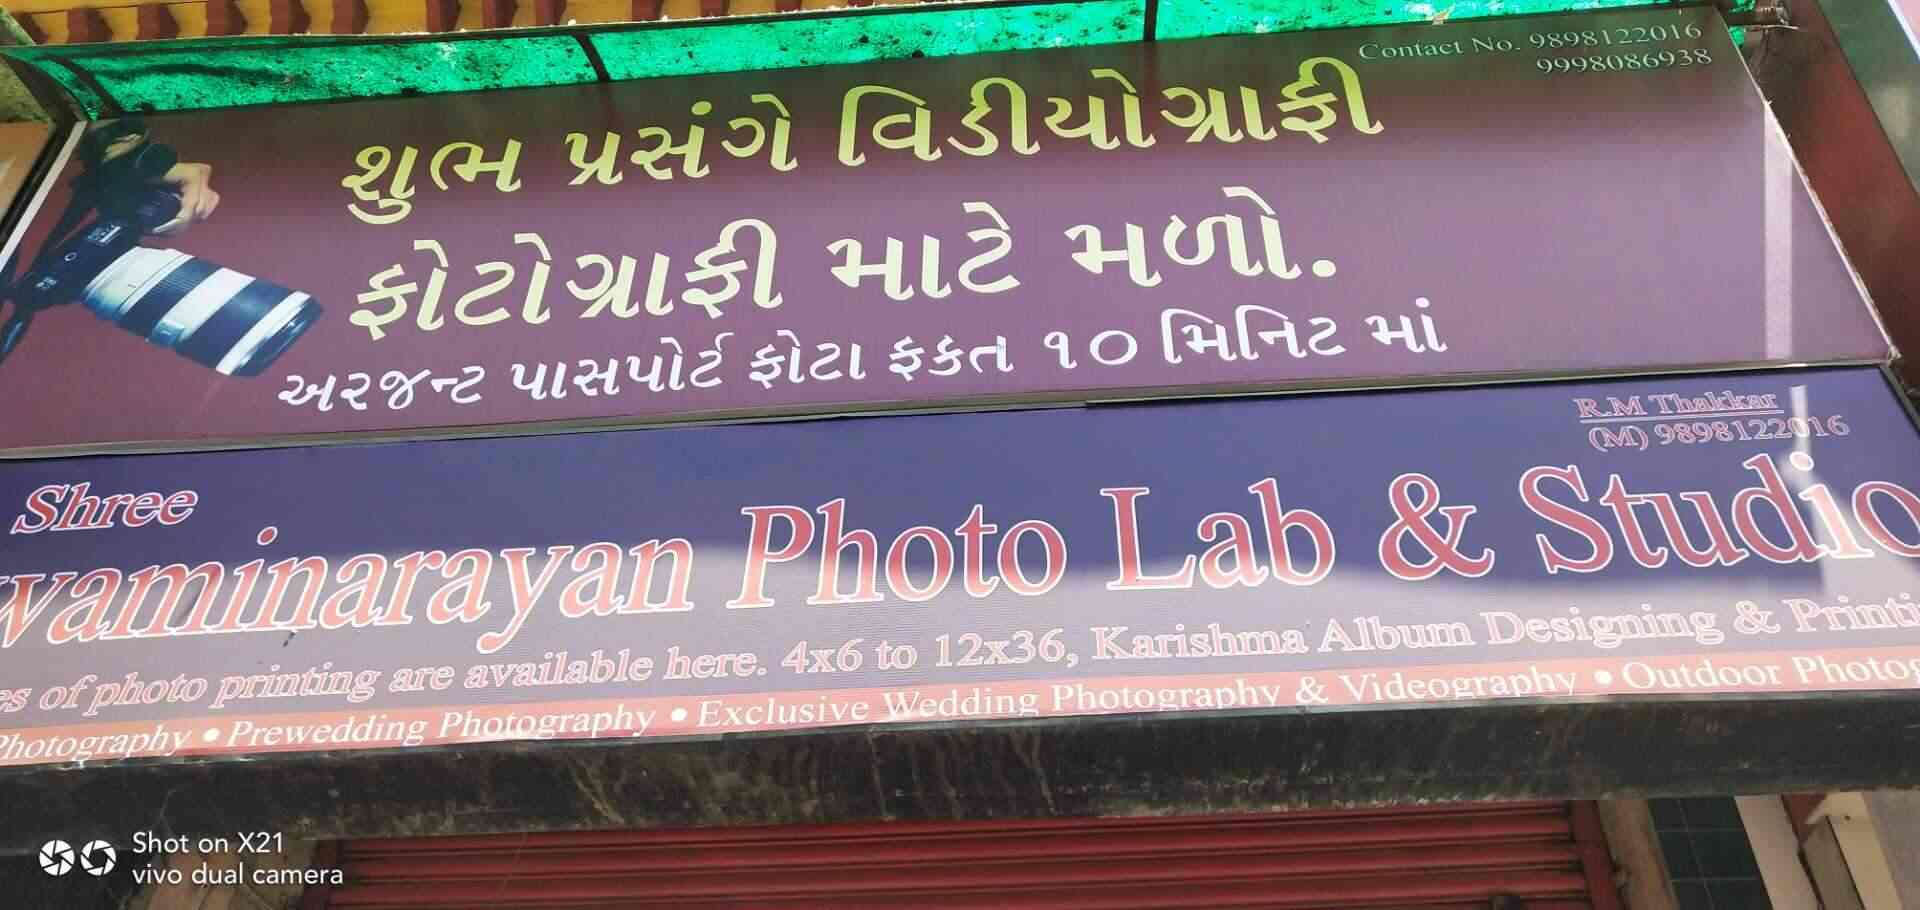 Contact No. 9898122016
9998086938
શુભ પ્રસંગે વિડીયોગ્રાફી
ફોટોગ્રાફી માટે મળો.
અરજન્ટ પાસપોર્ટ ફોટા ફકત ૧૦ મિનિટ માં
R.M Thakkar
(M) 9898122016
Shree
waminarayan Photo Lab & Studio
es of photo printing are available here. 4x6 to 12x36, Karishma Album Designing & Printi
Photography • Prewedding Photography • Exclusive Wedding Photography & Videography • Outdoor Photog
Shot on X21
vivo dual camera